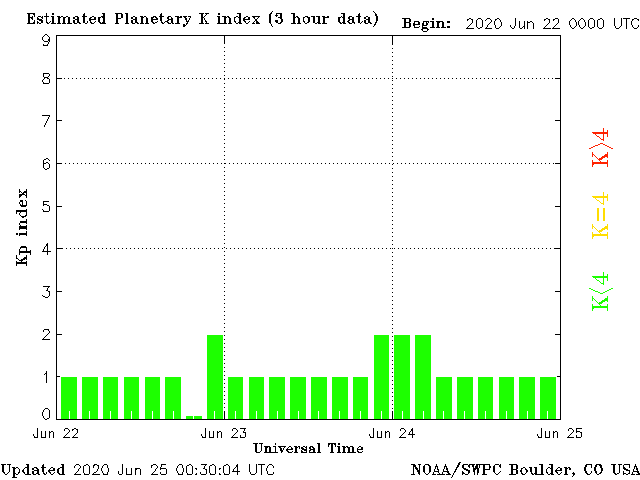 Estimated Planetary K index (3 hour data)
Begin: 2020 Jun 22 0000 UTC
9
8
7
6
5
4
3
2
1
0
Kp index
Jun 22
Jun 23
Jun 24
Jun 25
Universal Time
K>4
K=4
K<4
Updated 2020 Jun 25 00:30:04 UTC
NOAA/SWPC Boulder, CO USA